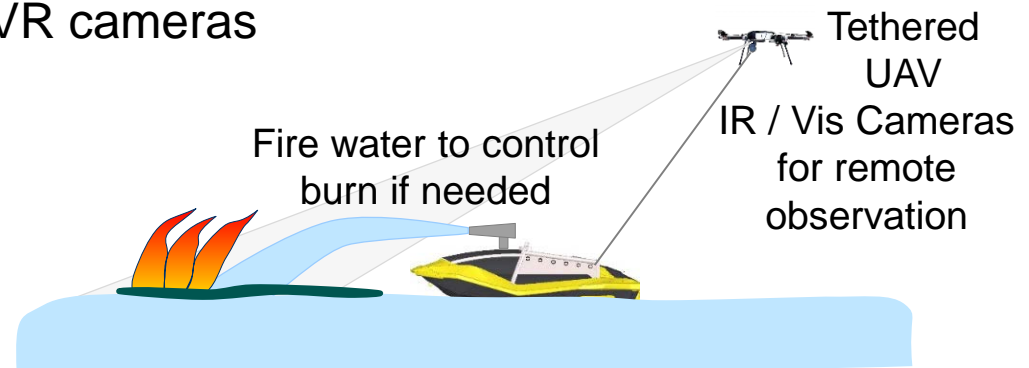 VR cameras
Tethered
UAV
IR / Vis Cameras
for remote
observation
Fire water to control
burn if needed